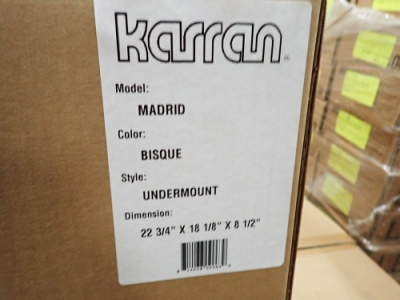 karran
Model:
MADRID
Color:
BISQUE
Style:
UNDERMOUNT
Dimension:
22 3/4" X 18 1/8" X 8 1/2"